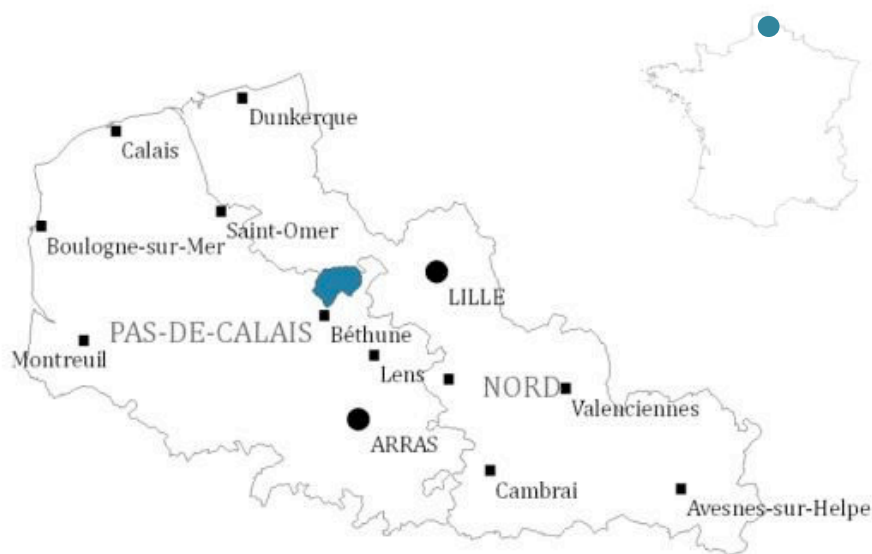 Dunkerque
Calais
Saint-Omer
Boulogne-sur-Mer
LILLE
PAS-DE-CALAIS
Béthune
Montreuil
Lens
NORD
Valenciennes
ARRAS
Cambrai
Avesnes-sur-Helpe